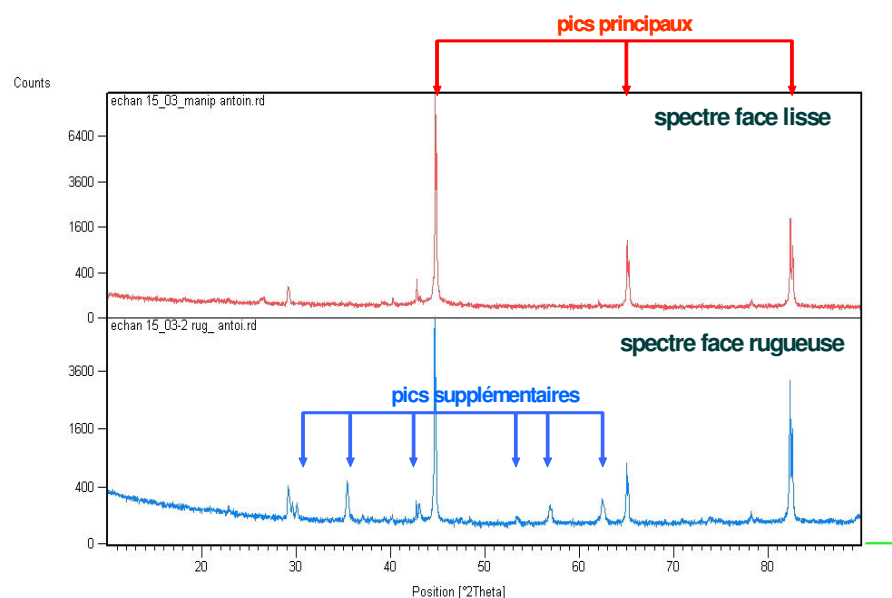 pics principaux
Counts
echan 15_03_manip antoin.rd
spectre face lisse
6400
3600
1600
400
0
echan 15_03-2 rug_ antoi.rd
spectre face rugueuse
3600
pics supplémentaires
1600
400
0
20 30 40 50 60 70 80
Position [°2Theta]